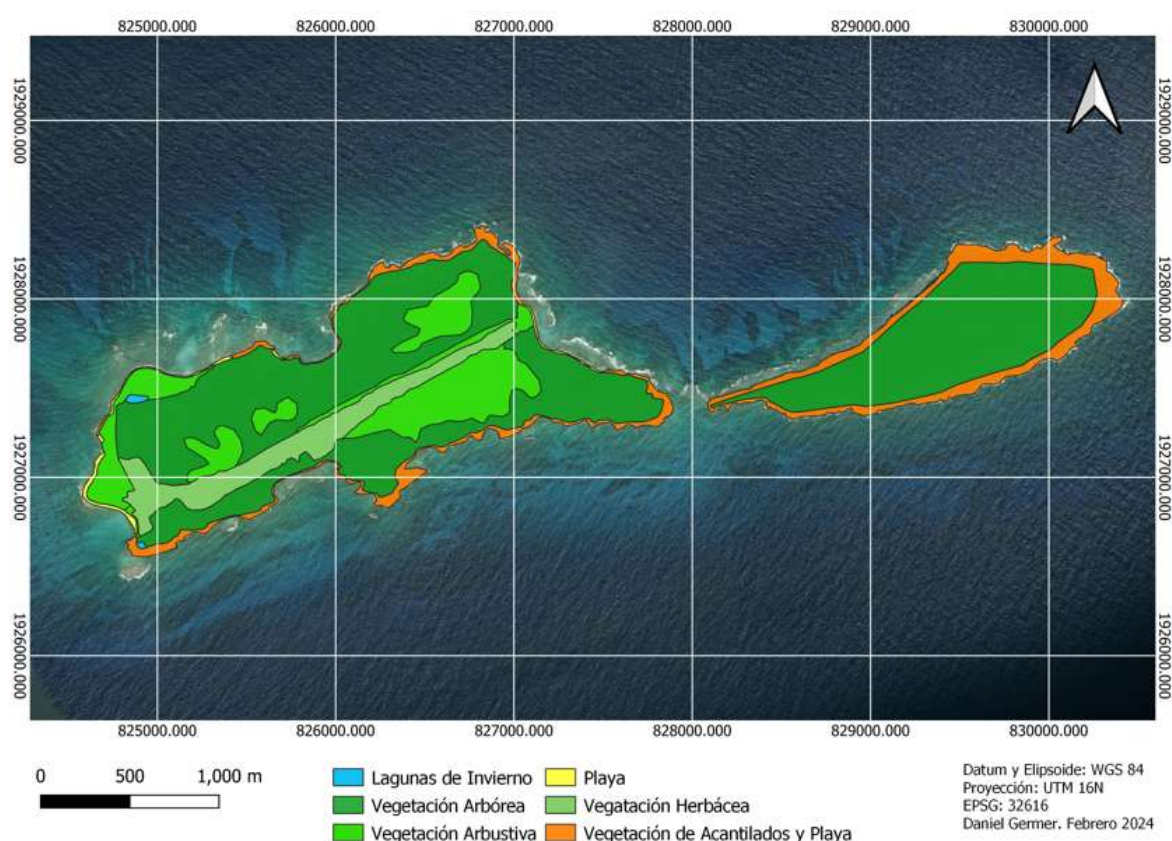 825000.000 826000.000 827000.000 828000.000 829000.000 830000.000
1929000.000 1929000.000
1928000.000 1928000.000
1927000.000 1927000.000
1926000.000 1926000.000
825000.000 826000.000 827000.000 828000.000 829000.000 830000.000
0 500 1,000 m
Lagunas de Invierno Playa
Vegetación Arbórea Vegatación Herbácea
Vegetación Arbustiva Vegetación de Acantilados y Playa
Datum y Elipsoide: WGS 84
Proyección: UTM 16N
EPSG: 32616
Daniel Germer. Febrero 2024